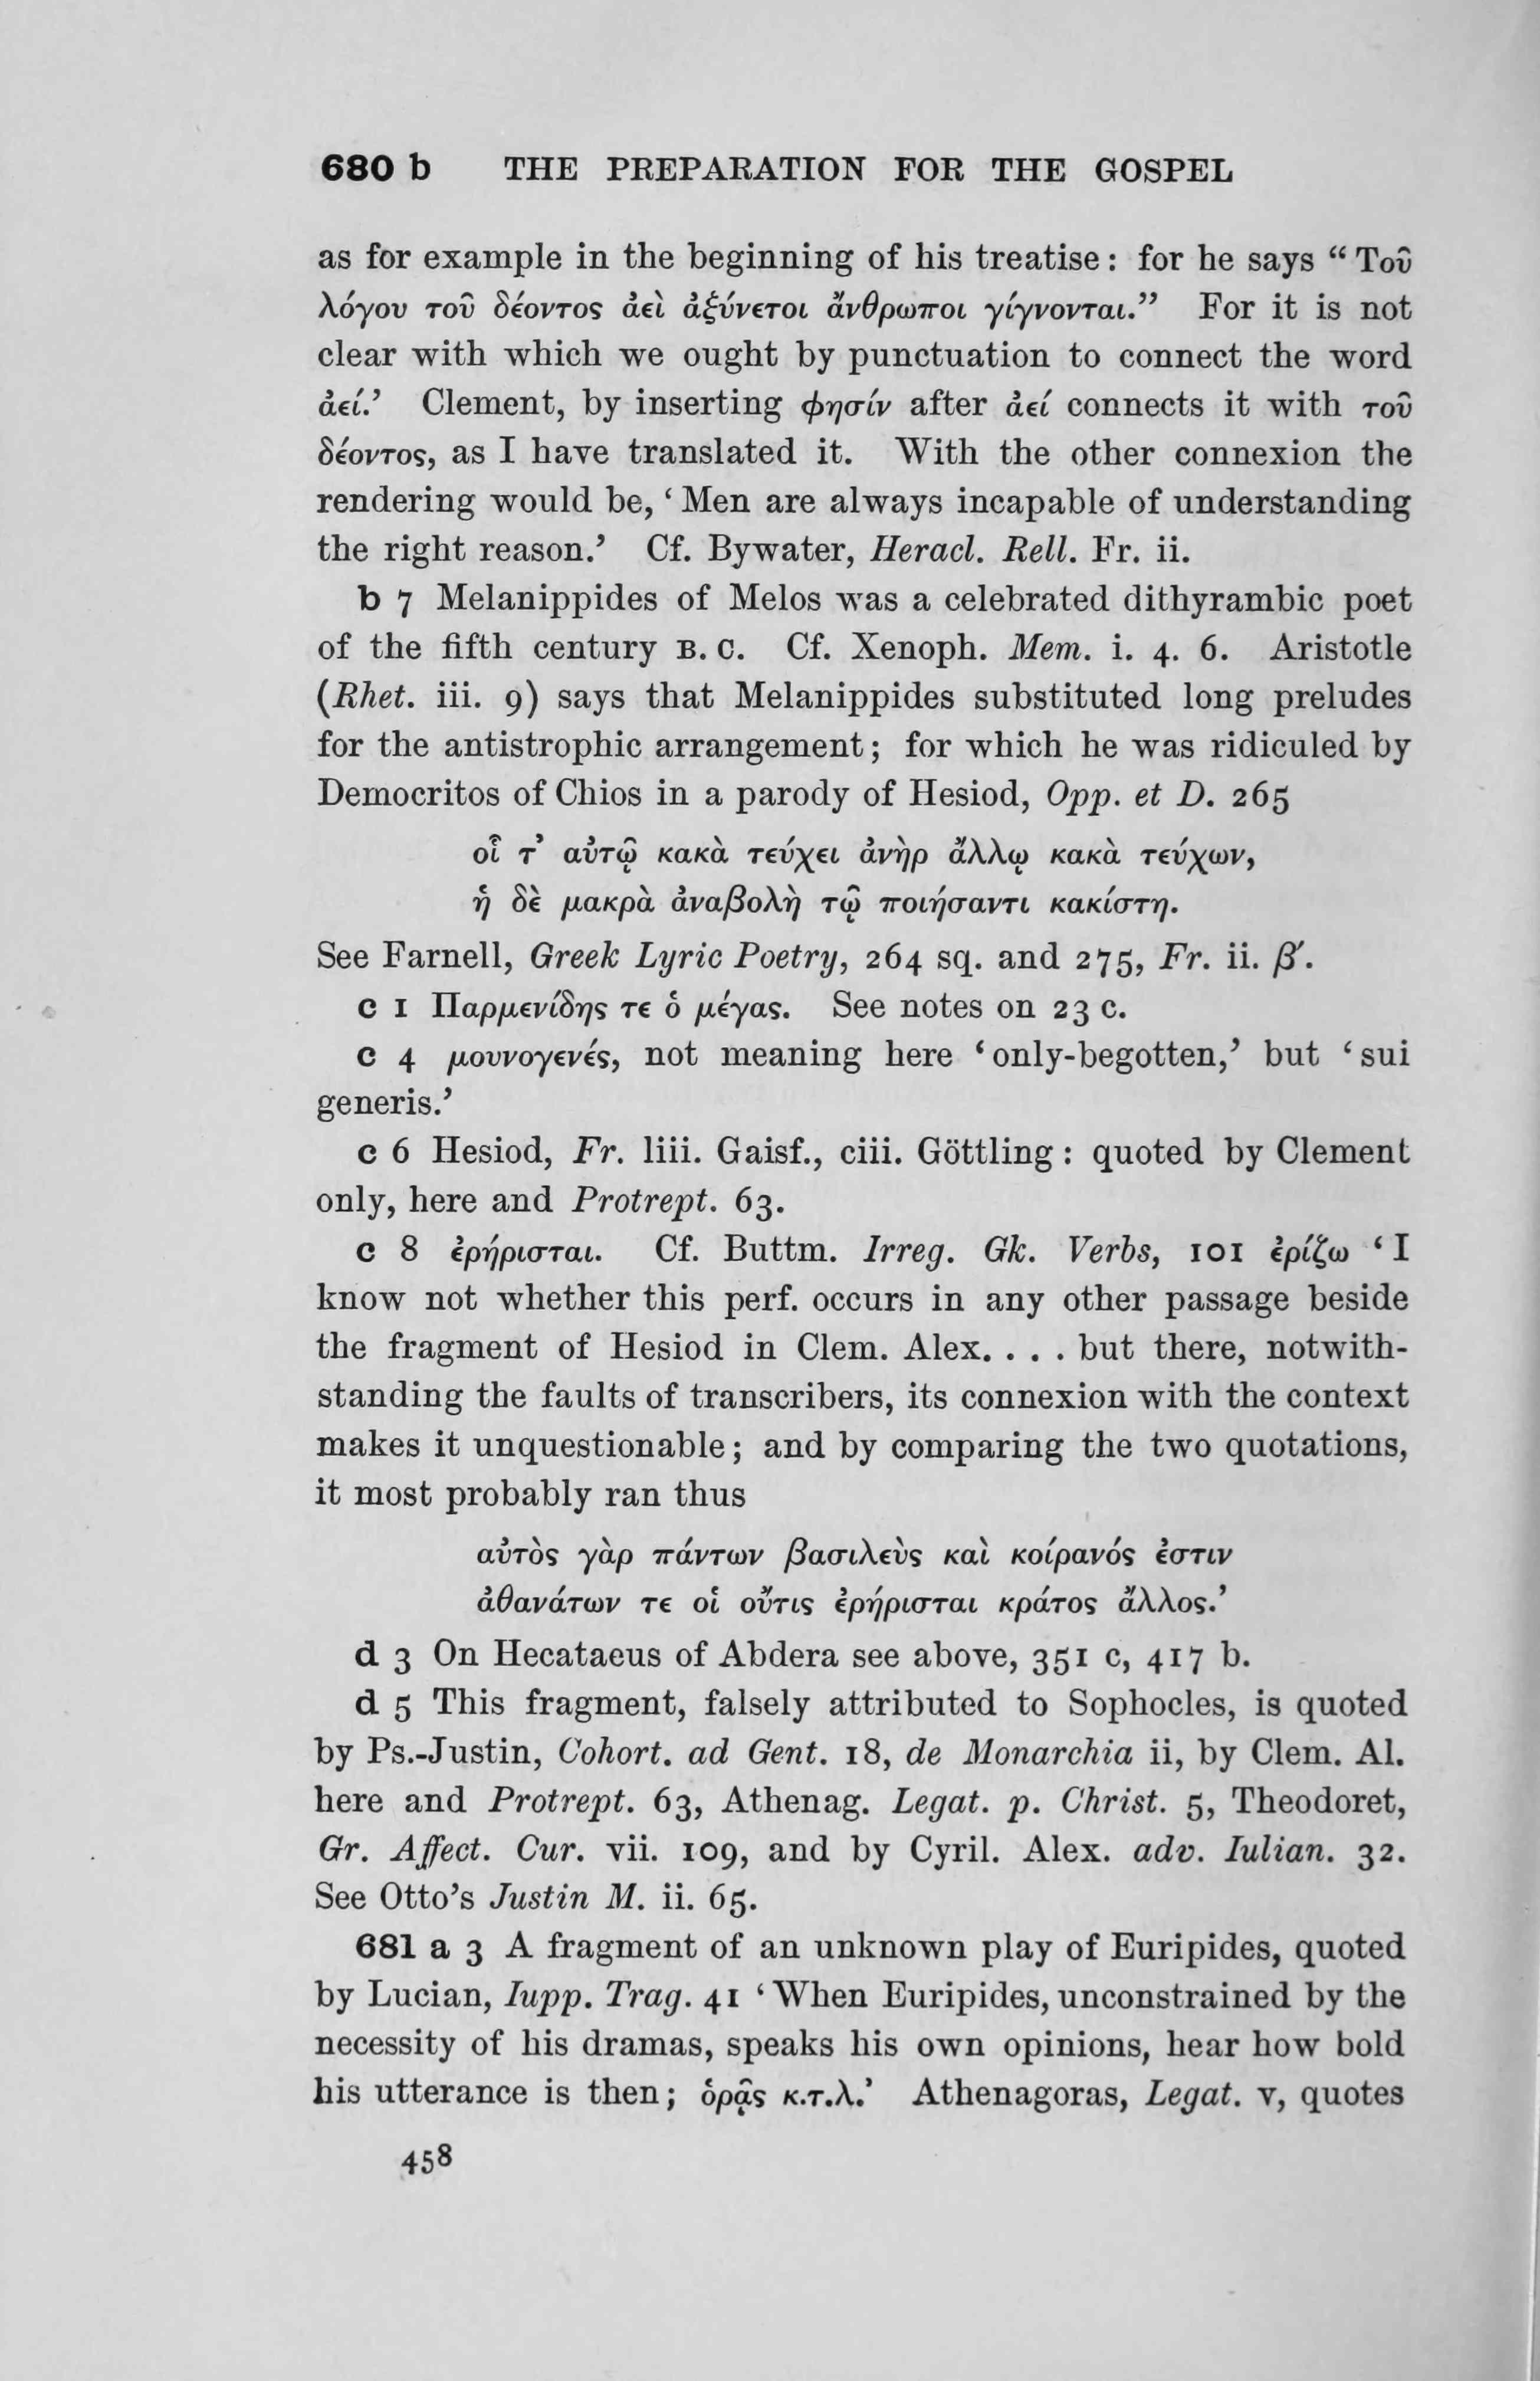 680 b THE PREPARATION FOR THE GOSPEL
as for example in the beginning of his treatise: for he says “Τοῦ
λόγου τοῦ δέοντος ἀεὶ ἀξύνετοι ἄνθρωποι γίγνονται.” For it is not
clear with which we ought by punctuation to connect the word
ἀεί.’ Clement, by inserting φησίν after ἀεί connects it with τοῦ
δέοντος, as I have translated it. With the other connexion the
rendering would be, ‘Men are always incapable of understanding
the right reason.’ Cf. Bywater, Heracl. Rell. Fr. ii.
b 7 Melanippides of Melos was a celebrated dithyrambic poet
of the fifth century B. C. Cf. Xenoph. Mem. i. 4. 6. Aristotle
(Rhet. iii. 9) says that Melanippides substituted long preludes
for the antistrophic arrangement; for which he was ridiculed by
Democritos of Chios in a parody of Hesiod, Opp. et D. 265
οἷ τ’ αὐτῷ κακὰ τεύχει ἀνὴρ ἄλλῳ κακὰ τεύχων,
ἡ δὲ μακρὰ ἀναβολὴ τῷ ποιήσαντι κακίστη.
See Farnell, Greek Lyric Poetry, 264 sq. and 275, Fr. ii. β′.
c 1 Παρμενίδης τε ὁ μέγας. See notes on 23 c.
c 4 μουνογενές, not meaning here ‘only-begotten,’ but ‘sui
generis.’
c 6 Hesiod, Fr. liii. Gaisf., ciii. Göttling: quoted by Clement
only, here and Protrept. 63.
c 8 ἐρήρισται. Cf. Buttm. Irreg. Gk. Verbs, 101 ἐρίζω ‘I
know not whether this perf. occurs in any other passage beside
the fragment of Hesiod in Clem. Alex. . . . but there, notwith-
standing the faults of transcribers, its connexion with the context
makes it unquestionable; and by comparing the two quotations,
it most probably ran thus
αὐτὸς γὰρ πάντων βασιλεὺς καὶ κοίρανός ἐστιν
ἀθανάτων τε οἱ οὔτις ἐρήρισται κράτος ἄλλος.’
d 3 On Hecataeus of Abdera see above, 351 c, 417 b.
d 5 This fragment, falsely attributed to Sophocles, is quoted
by Ps.-Justin, Cohort. ad Gent. 18, de Monarchia ii, by Clem. Al.
here and Protrept. 63, Athenag. Legat. p. Christ. 5, Theodoret,
Gr. Affect. Cur. vii. 109, and by Cyril. Alex. adv. Iulian. 32.
See Otto’s Justin M. ii. 65.
681 a 3 A fragment of an unknown play of Euripides, quoted
by Lucian, Iupp. Trag. 41 ‘When Euripides, unconstrained by the
necessity of his dramas, speaks his own opinions, hear how bold
his utterance is then; ὁρᾷς κ.τ.λ.’ Athenagoras, Legat. v, quotes
458